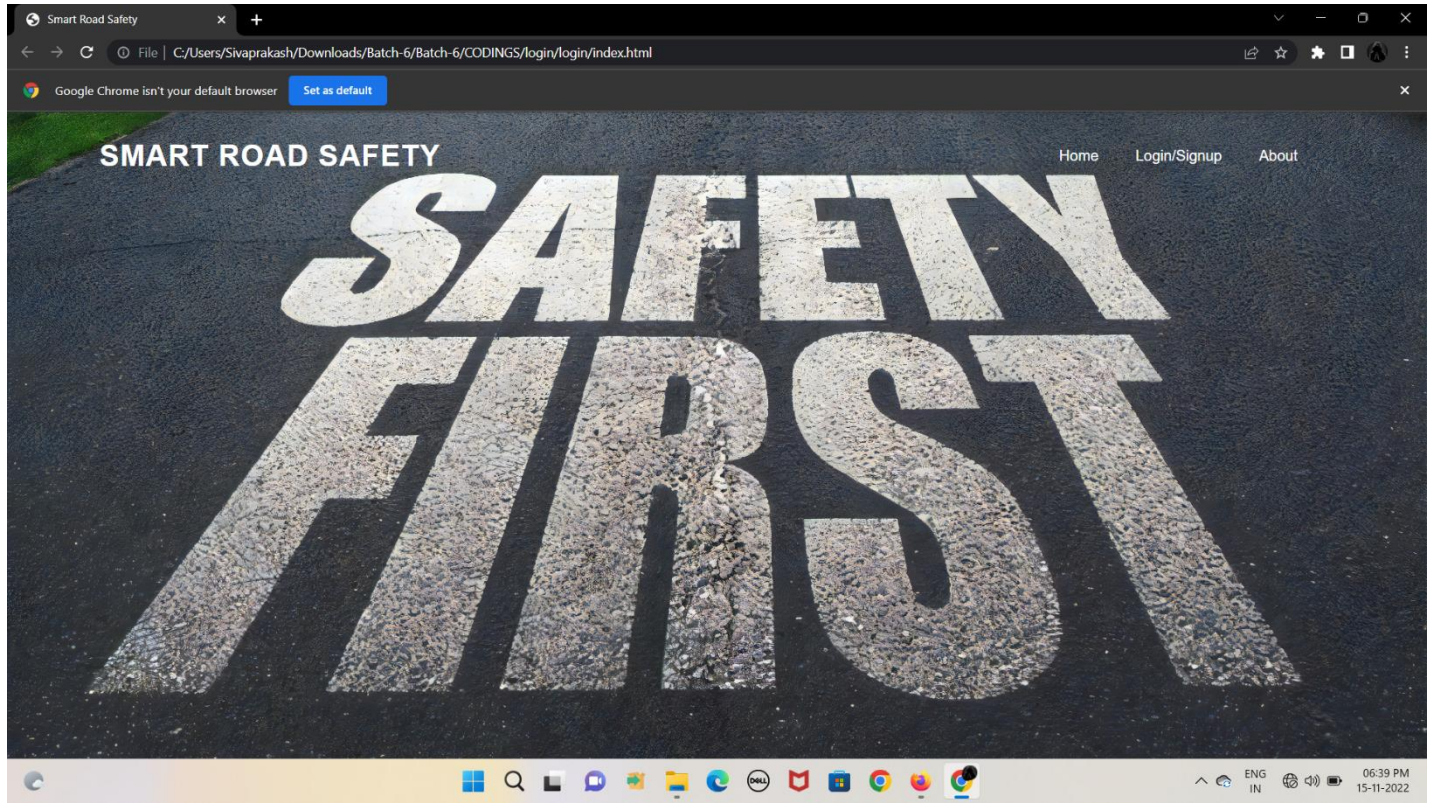 Smart Road Safety
File | C:/Users/Sivaprakash/Downloads/Batch-6/Batch-6/CODINGS/login/login/index.html
Google Chrome isn't your default browser Set as default
SMART ROAD SAFETY Home Login/Signup About
SAFETY
FIRST
DELL
ENG 06:39 PM
IN 15-11-2022